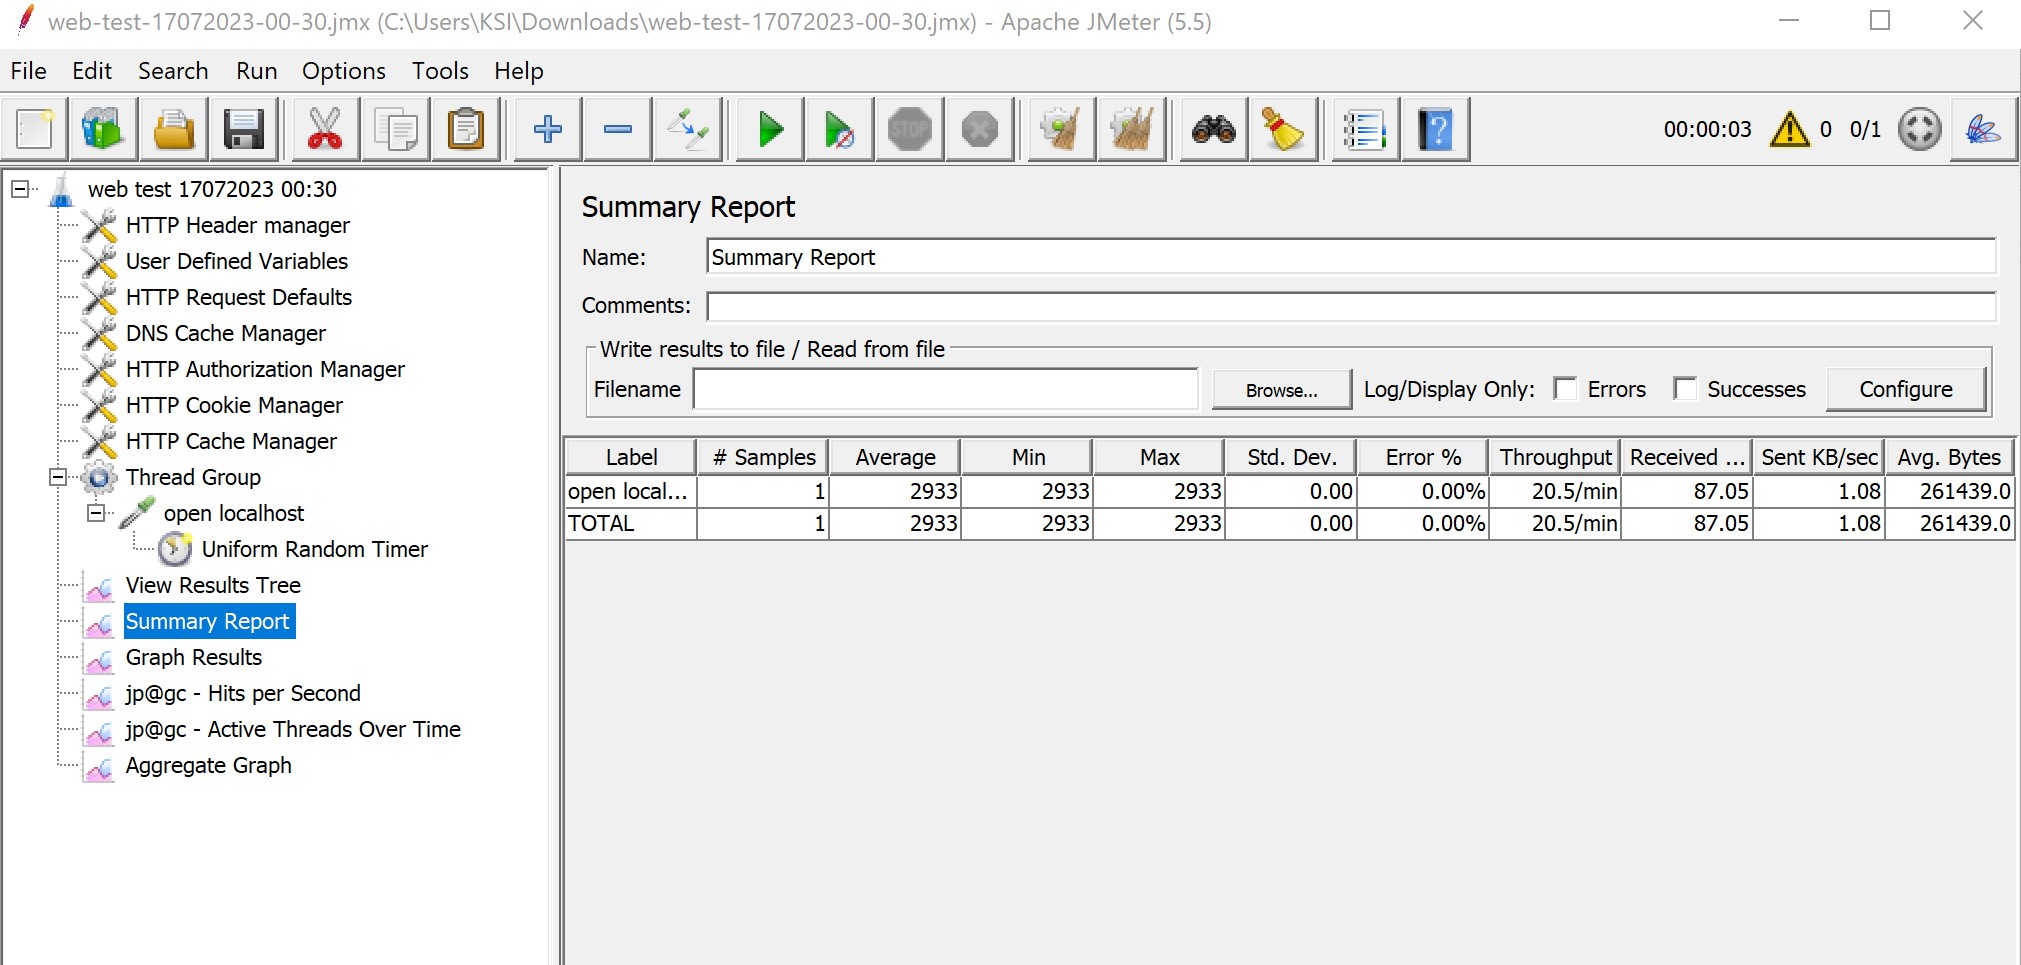 web-test-17072023-00-30.jmx (C:\Users\KSI\Downloads\web-test-17072023-00-30.jmx) - Apache JMeter (5.5)
File Edit Search Run Options Tools Help
STOP ? 00:00:03 0 0/1
web test 17072023 00:30
HTTP Header manager
User Defined Variables
HTTP Request Defaults
DNS Cache Manager
HTTP Authorization Manager
HTTP Cookie Manager
HTTP Cache Manager
Thread Group
open localhost
Uniform Random Timer
View Results Tree
Summary Report
Graph Results
jp@gc - Hits per Second
jp@gc - Active Threads Over Time
Aggregate Graph
Summary Report
Name: Summary Report
Comments:
Write results to file / Read from file
Filename Browse... Log/Display Only: Errors Successes Configure
Label # Samples Average Min Max Std. Dev. Error % Throughput Received ... Sent KB/sec Avg. Bytes
open local... 1 2933 2933 2933 0.00 0.00% 20.5/min 87.05 1.08 261439.0
TOTAL 1 2933 2933 2933 0.00 0.00% 20.5/min 87.05 1.08 261439.0